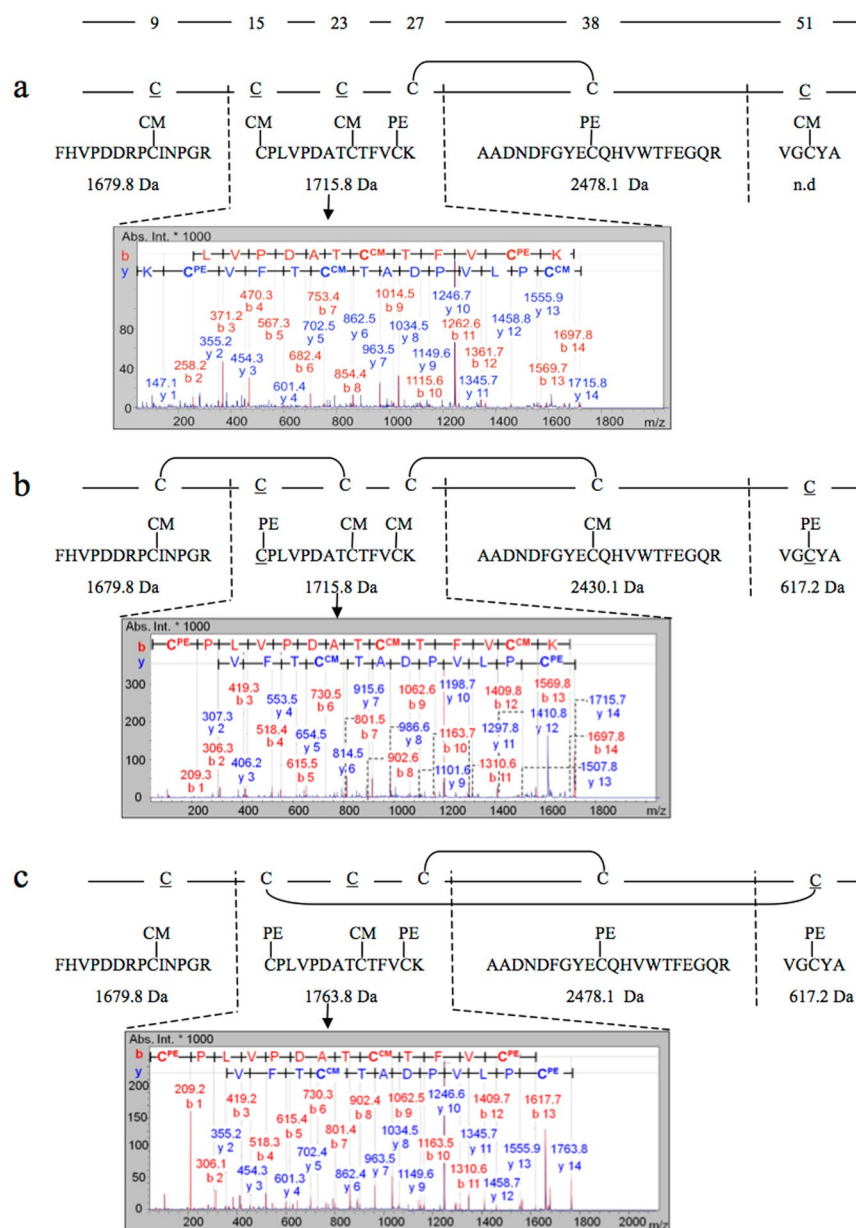 9 15 23 27 38 51
a
C C C C C C
CM CM CM PE PE CM
FHVPDDRPCINPGR CPLVPDATCTFVCK AADNDFGYECQHVWTFEGQR VGCYA
1679.8 Da 1715.8 Da 2478.1 Da n.d
Abs. Int. * 1000
b L V P D A T C^CM T F V C^PE K
y K C^PE V F T C^CM T A D P V L P C^CM
80
40
0
147.1 y 1
258.2 b 2
355.2 y 2
371.2 b 3
454.3 y 3
470.3 b 4
567.3 b 5
601.4 y 4
682.4 b 6
702.5 y 5
753.4 b 7
854.4 b 8
862.5 y 6
963.5 y 7
1014.5 b 9
1034.5 y 8
1115.6 b 10
1149.6 y 9
1246.7 y 10
1262.6 b 11
1345.7 y 11
1361.7 b 12
1458.8 y 12
1555.9 y 13
1569.7 b 13
1697.8 b 14
1715.8 y 14
200 400 600 800 1000 1200 1400 1600 1800 m/z
b
C C C C C C
CM PE CM CM CM PE
FHVPDDRPCINPGR CPLVPDATCTFVCK AADNDFGYECQHVWTFEGQR VGCYA
1679.8 Da 1715.8 Da 2430.1 Da 617.2 Da
Abs. Int. * 1000
b C^PE P L V P D A T C^CM T F V C^CM K
y V F T C^CM T A D P V L P C^PE
300
200
100
0
209.3 b 1
306.3 b 2
307.3 y 2
406.2 y 3
419.3 b 3
518.4 b 4
553.5 y 4
615.5 b 5
654.5 y 5
730.5 b 6
801.5 b 7
814.5 y 6
902.6 b 8
915.6 y 7
986.6 y 8
1062.6 b 9
1101.6 y 9
1163.7 b 10
1198.7 y 10
1297.8 y 11
1310.6 b 11
1409.8 b 12
1410.8 y 12
1507.8 y 13
1569.8 b 13
1697.8 b 14
1715.7 y 14
200 400 600 800 1000 1200 1400 1600 1800 m/z
c
C C C C C C
CM PE CM PE PE PE
FHVPDDRPCINPGR CPLVPDATCTFVCK AADNDFGYECQHVWTFEGQR VGCYA
1679.8 Da 1763.8 Da 2478.1 Da 617.2 Da
Abs. Int. * 1000
b C^PE P L V P D A T C^CM T F V C^PE
y V F T C^CM T A D P V L P C^PE
200
150
100
50
0
209.2 b 1
306.1 b 2
355.2 y 2
419.2 b 3
454.3 y 3
518.3 b 4
601.3 y 4
615.4 b 5
702.4 y 5
730.3 b 6
801.4 b 7
862.4 y 6
902.4 b 8
963.5 y 7
1034.5 y 8
1062.5 b 9
1149.6 y 9
1163.5 b 10
1246.6 y 10
1310.6 b 11
1345.7 y 11
1409.7 b 12
1458.7 y 12
1555.9 y 13
1617.7 b 13
1763.8 y 14
200 400 600 800 1000 1200 1400 1600 1800 2000 m/z